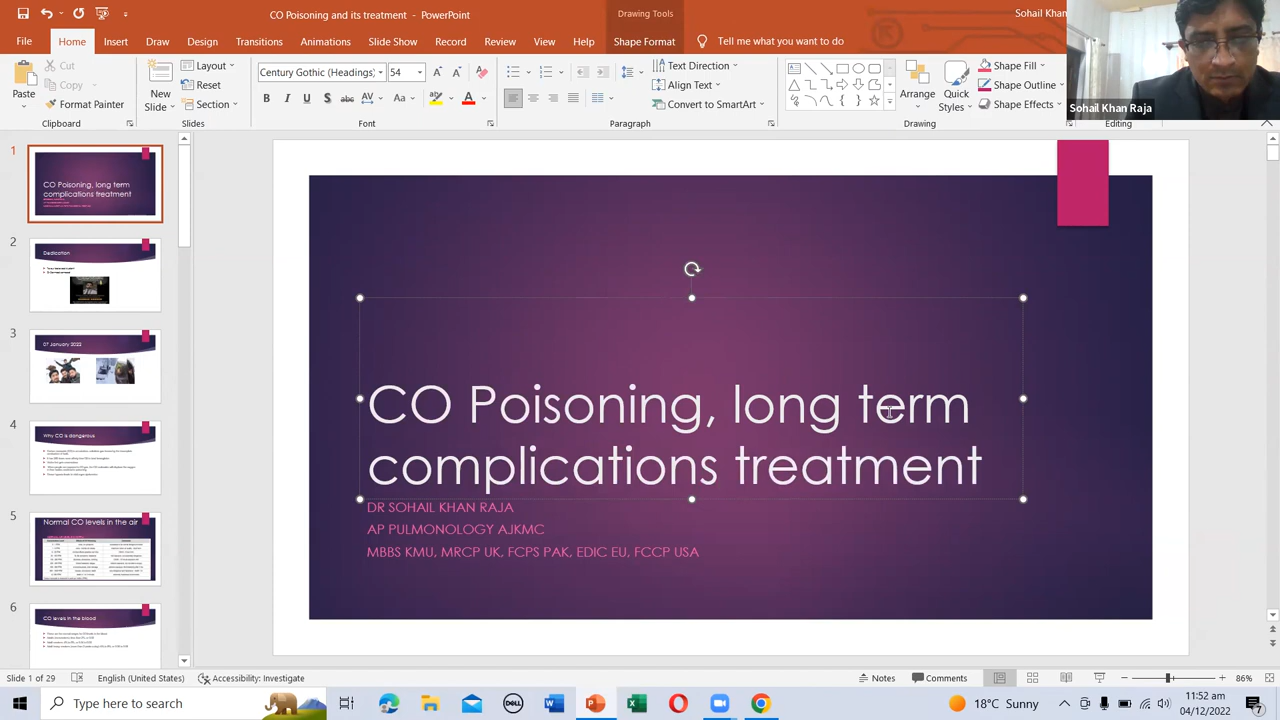 CO Poisoning and its treatment - PowerPoint
Drawing Tools
Sohail Khan
File
Home
Insert
Draw
Design
Transitions
Animations
Slide Show
Record
Review
View
Help
Shape Format
Tell me what you want to do
Paste
Cut
Copy
Format Painter
Clipboard
New Slide
Layout
Reset
Section
Slides
Century Gothic (Headings)
54
Font
Text Direction
Align Text
Convert to SmartArt
Paragraph
Arrange
Quick Styles
Shape Fill
Shape Outline
Shape Effects
Drawing
Editing
Sohail Khan Raja
1
CO Poisoning, long term
complications treatment
2
Dedication
3
07 January 2022
4
Why CO is dangerous
5
Normal CO levels in the air
6
CO levels in the blood
CO Poisoning, long term
complications treatment
DR SOHAIL KHAN RAJA
AP PULMONOLOGY AJKMC
MBBS KMU, MRCP UK, EDIC EU, FCCP USA
Slide 1 of 29
English (United States)
Accessibility: Investigate
Notes
Comments
86%
Type here to search
18°C Sunny
11:52 am
04/12/2022
7